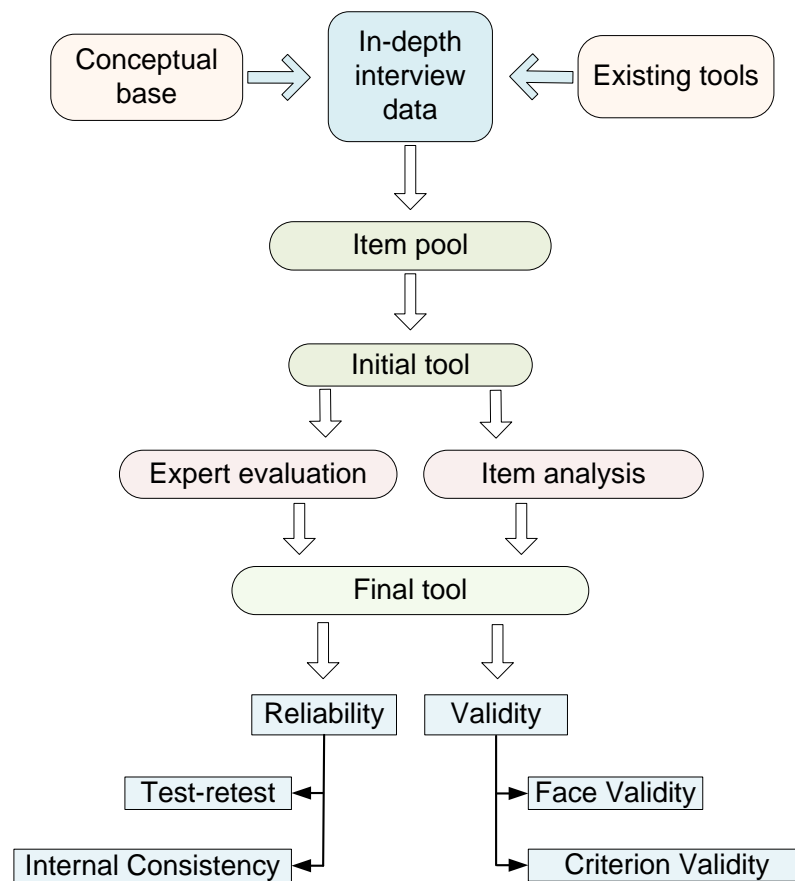 Conceptual
base
In-depth
interview
data
Existing tools
Item pool
Initial tool
Expert evaluation
Item analysis
Final tool
Reliability
Validity
Test-retest
Face Validity
Internal Consistency
Criterion Validity